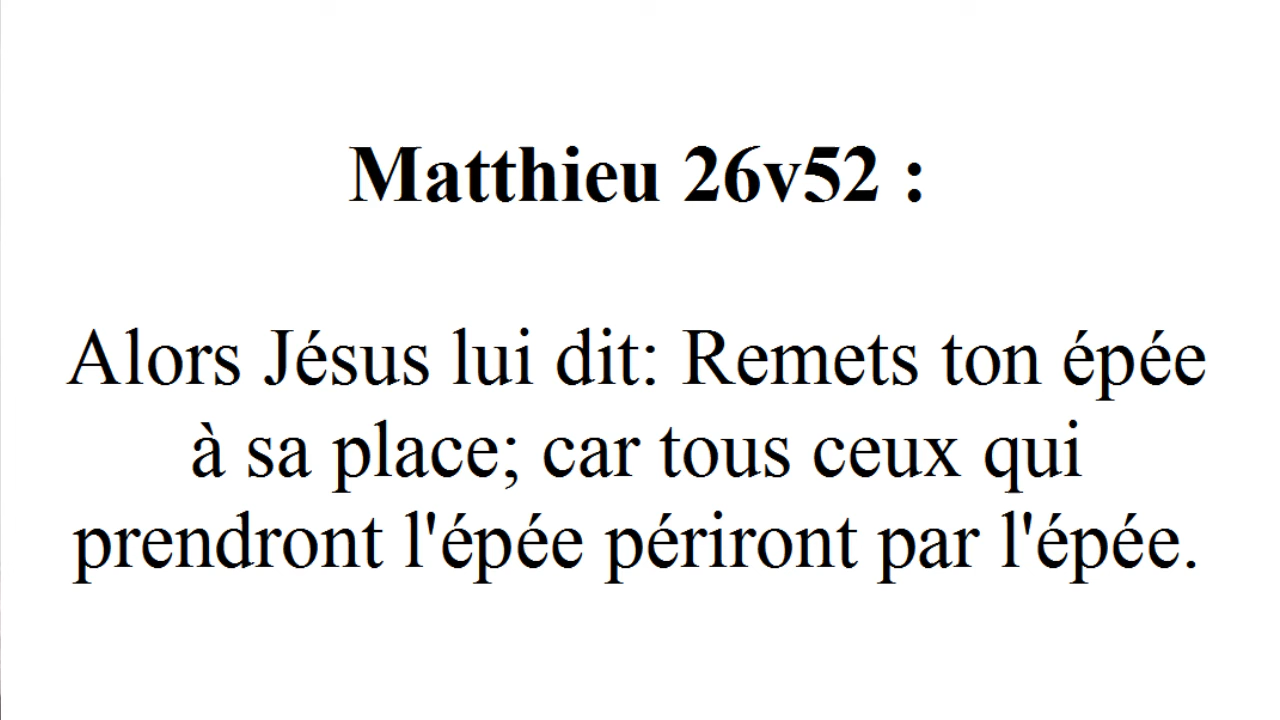 Matthieu 26v52 :
Alors Jésus lui dit: Remets ton épée
à sa place; car tous ceux qui
prendront l'épée périront par l'épée.